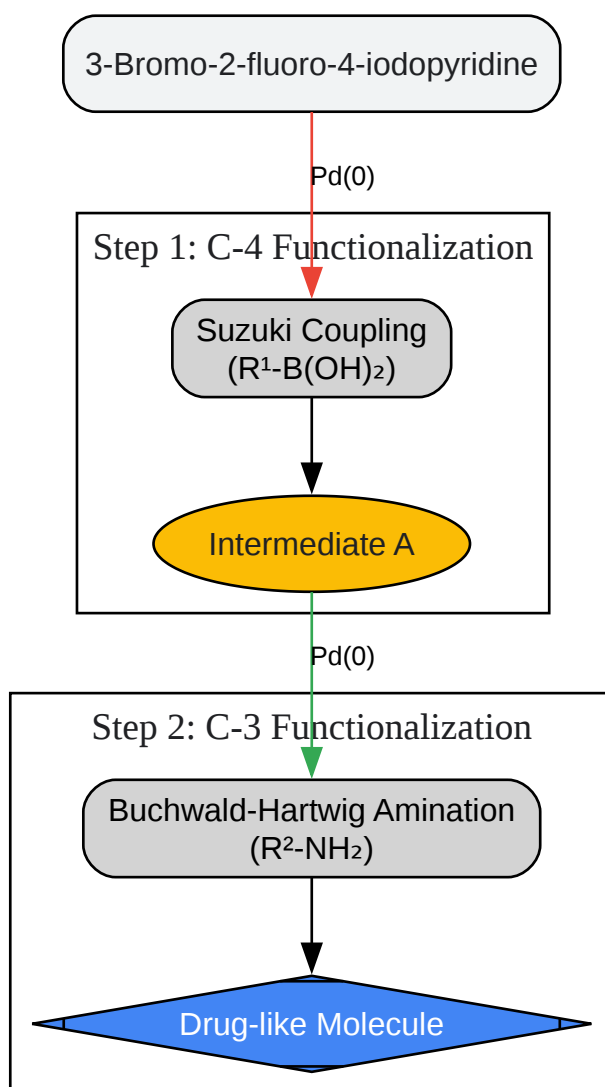 3-Bromo-2-fluoro-4-iodopyridine
Pd(0)
Step 1: C-4 Functionalization
Suzuki Coupling
(R¹-B(OH)₂)
Intermediate A
Pd(0)
Step 2: C-3 Functionalization
Buchwald-Hartwig Amination
(R²-NH₂)
Drug-like Molecule